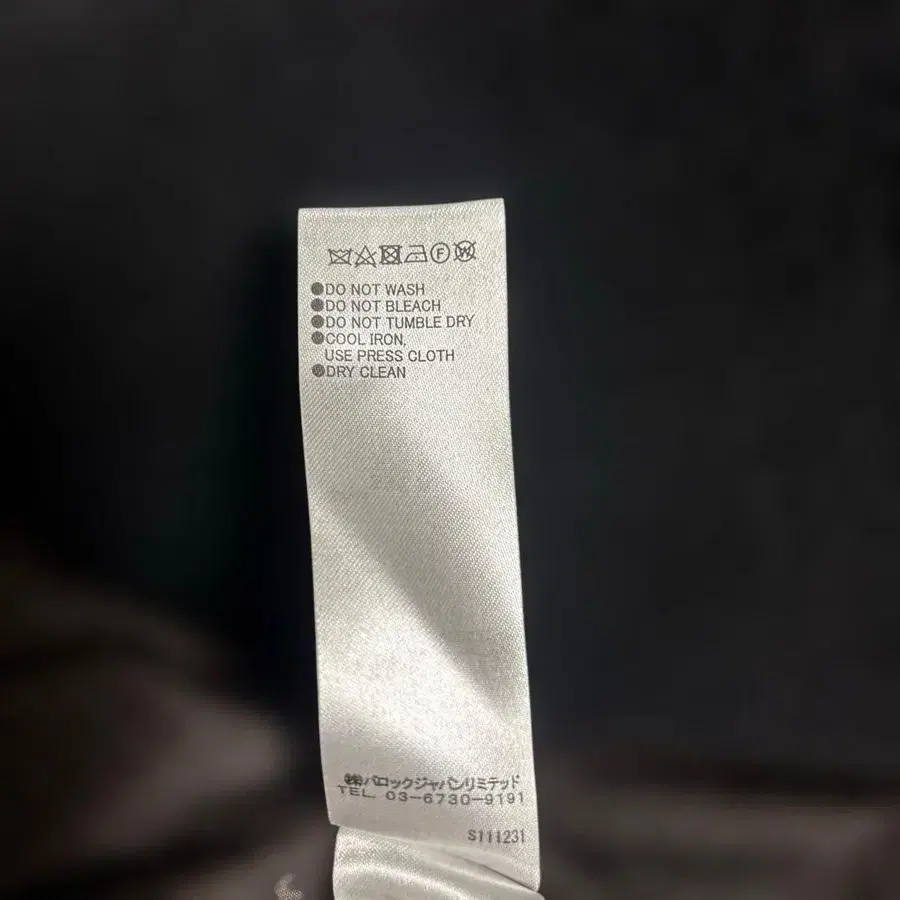 F W
●DO NOT WASH
●DO NOT BLEACH
●DO NOT TUMBLE DRY
●COOL IRON,
USE PRESS CLOTH
●DRY CLEAN
㈱バロックジャパンリミテッド
TEL. 03-6730-9191
S111231